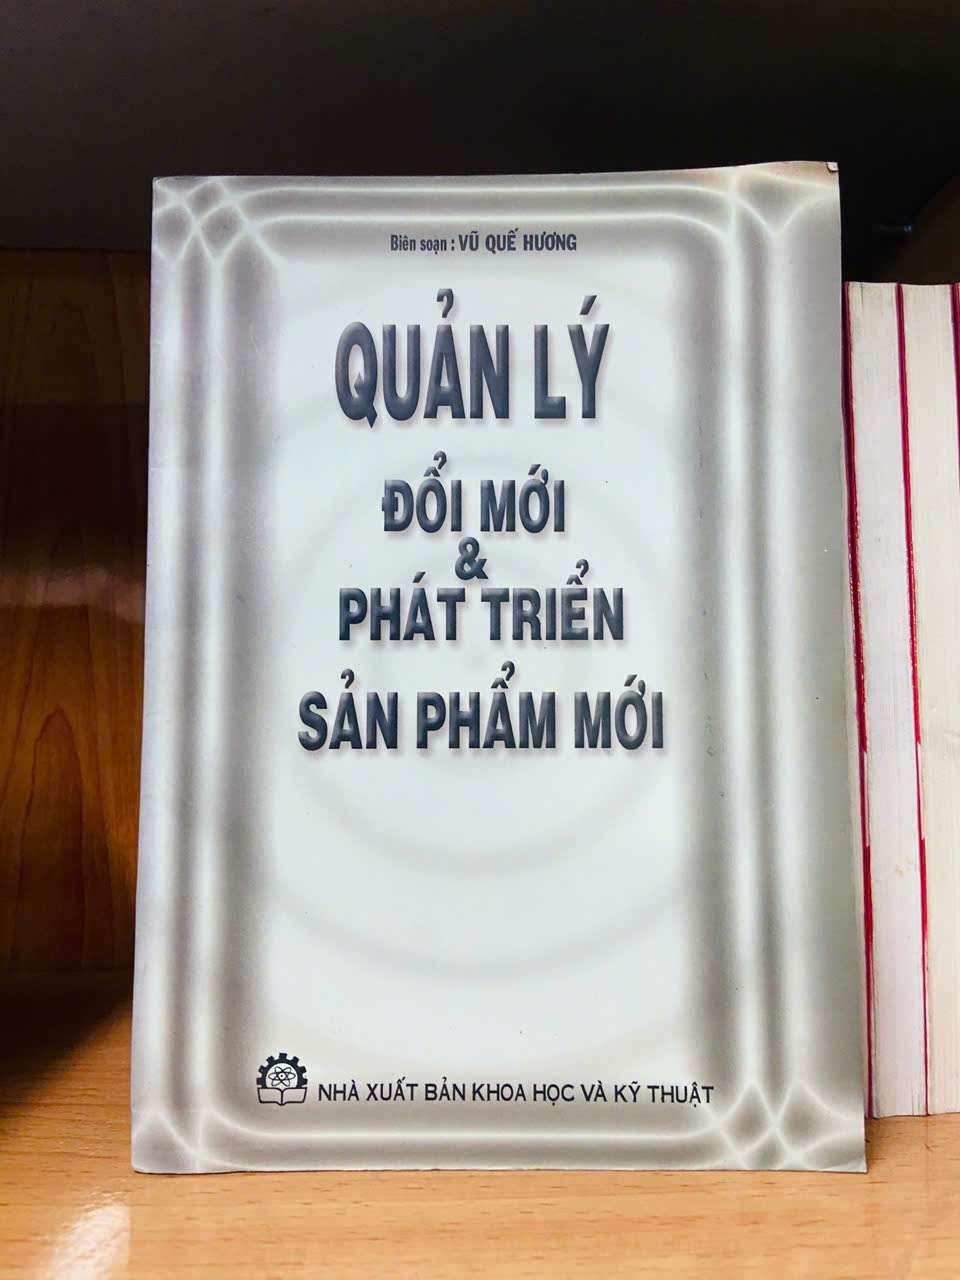 Biên soạn : VŨ QUẾ HƯƠNG
QUẢN LÝ
ĐỔI MỚI
&
PHÁT TRIỂN
SẢN PHẨM MỚI
NHÀ XUẤT BẢN KHOA HỌC VÀ KỸ THUẬT